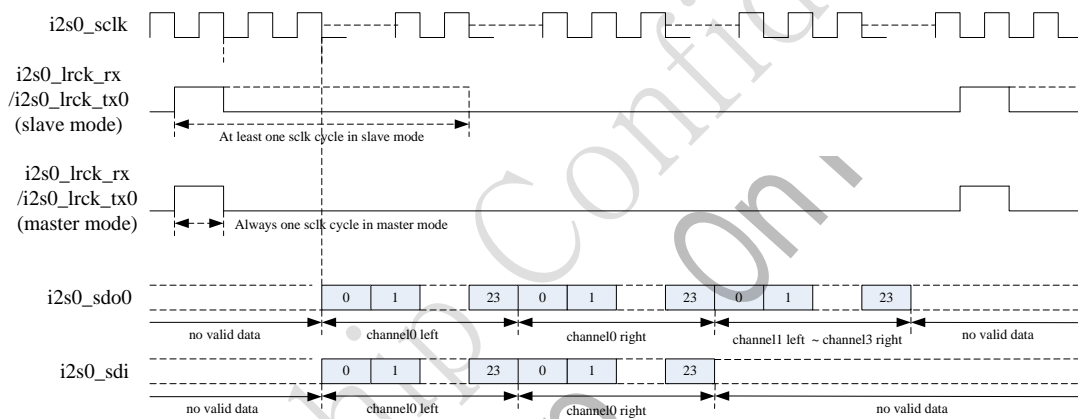 i2s0_sclk
i2s0_lrck_rx
/i2s0_lrck_tx0
(slave mode)
At least one sclk cycle in slave mode
i2s0_lrck_rx
/i2s0_lrck_tx0
(master mode)
Always one sclk cycle in master mode
i2s0_sdo0
0 1 23 0 1 23 0 1 23
no valid data channel0 left channel0 right channel1 left ~ channel3 right no valid data
i2s0_sdi
0 1 23 0 1 23
no valid data channel0 left channel0 right no valid data